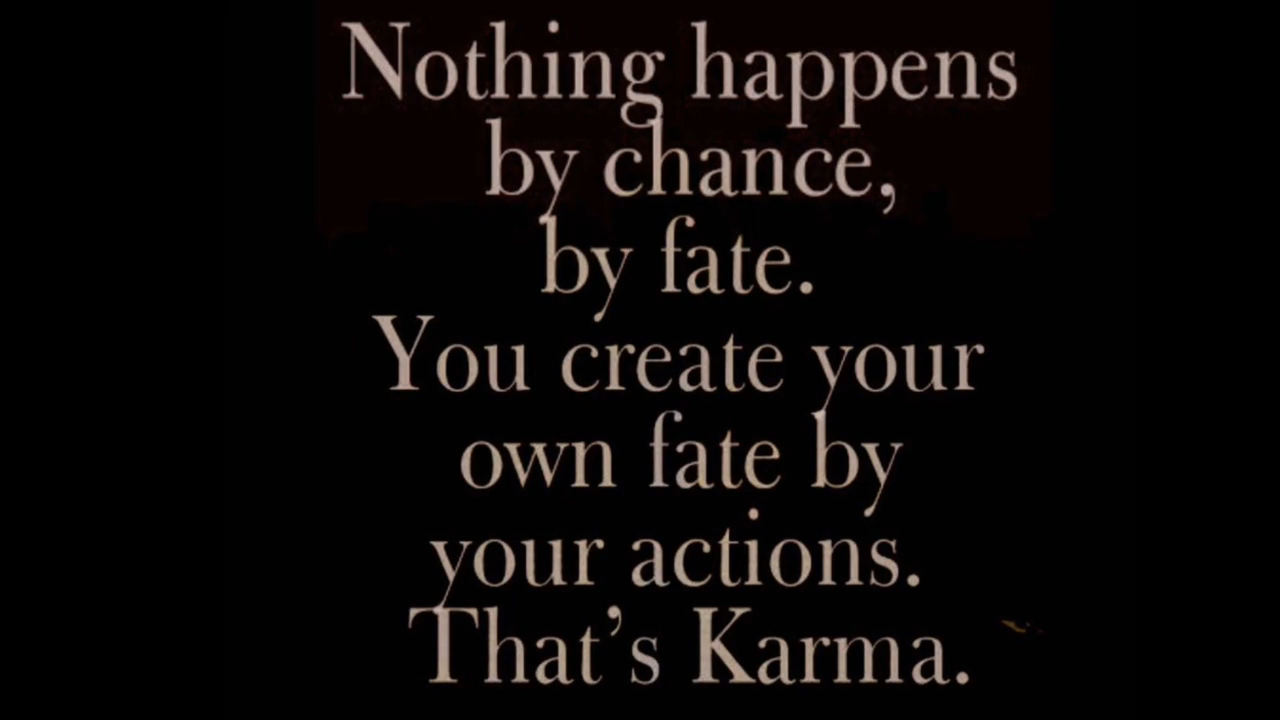 Nothing happens
by chance,
by fate.
You create your
own fate by
your actions.
That’s Karma.